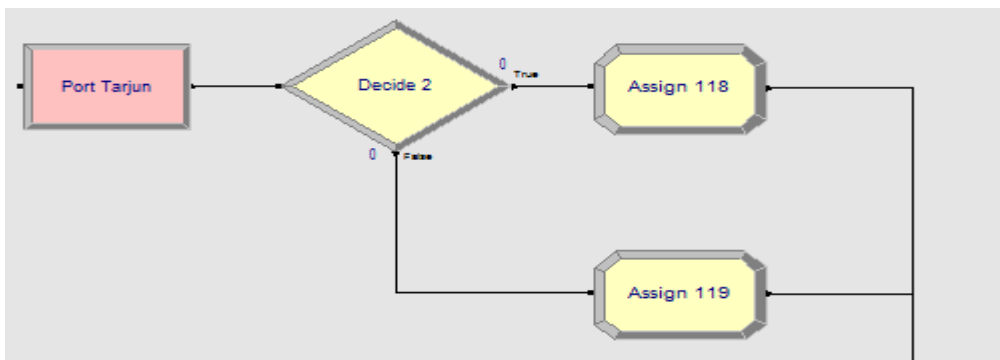 Port Tarjun
Decide 2
0
True
Assign 118
0
False
Assign 119